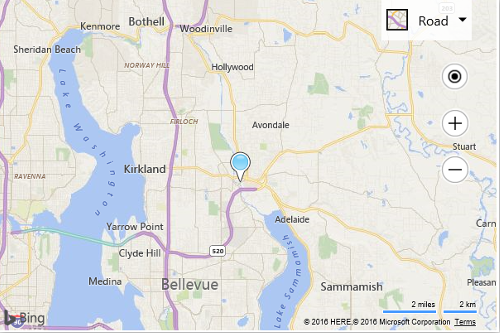 Kenmore
Bothell
Woodinville
Road
Sheridan Beach
NORWAY HILL
Hollywood
Lake Washington
FIRLOCH
Avondale
Stuart
RAVENNA
Kirkland
Yarrow Point
Adelaide
Carn
520
Clyde Hill
Medina
Bellevue
Lake Sammamish
Sammamish
Pleasan
2 miles
2 km
Bing
© 2016 HERE, © 2016 Microsoft Corporation Terms